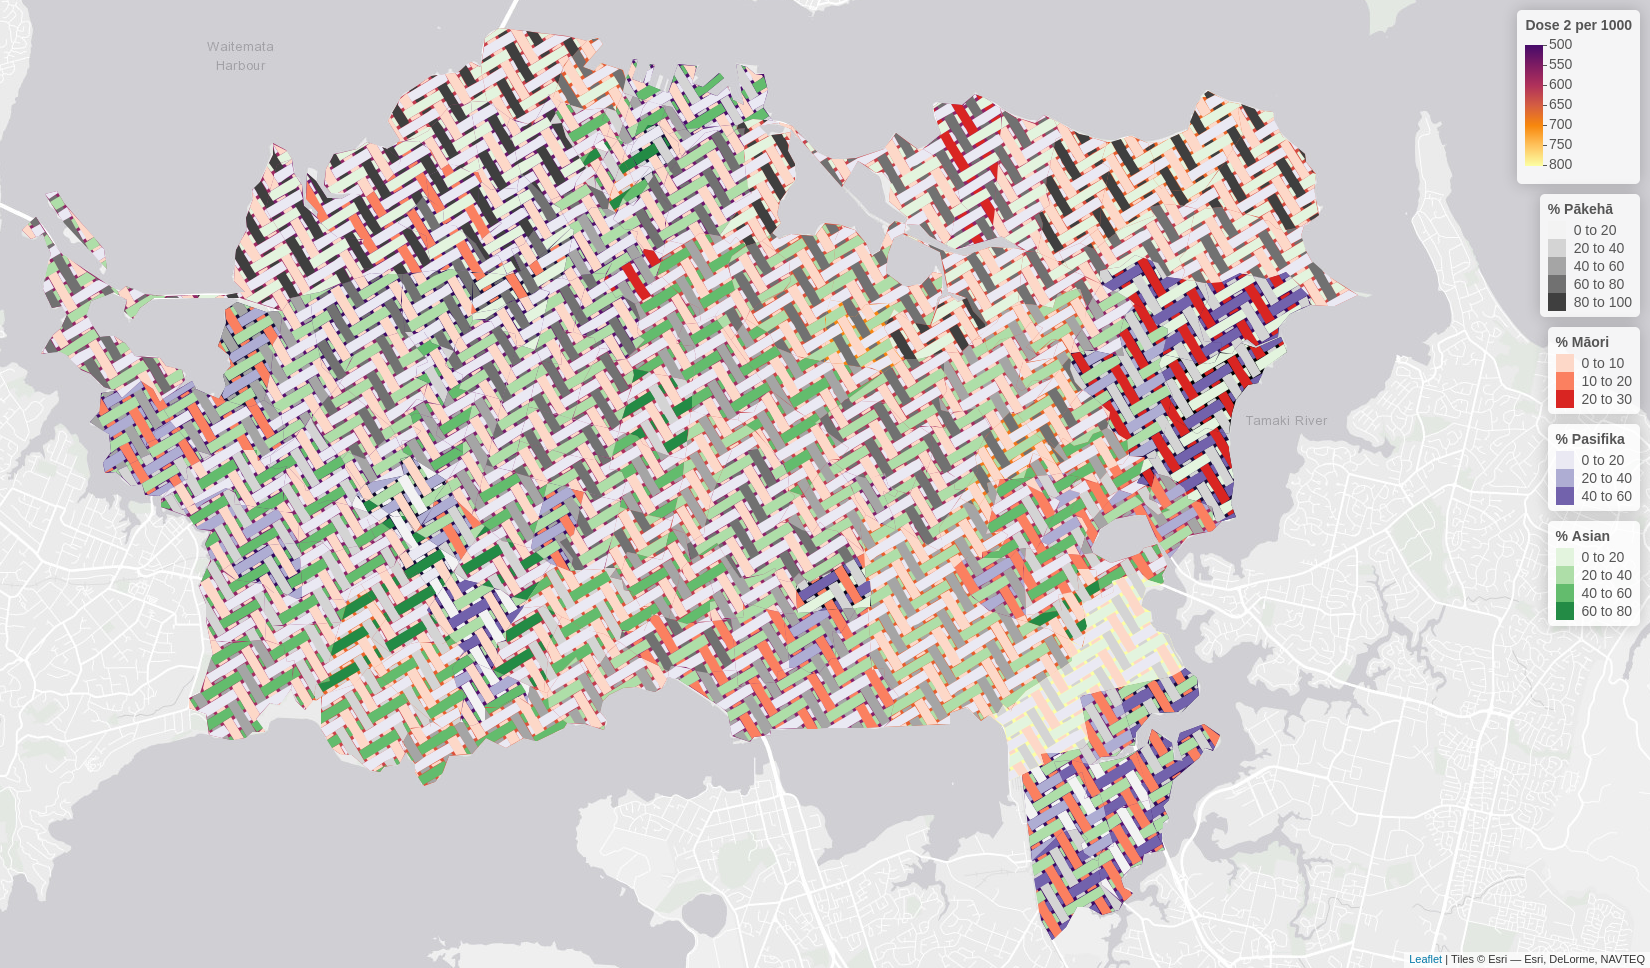 Waitemata
Harbour
Tamaki River
Dose 2 per 1000
500
550
600
650
700
750
800
% Pākehā
0 to 20
20 to 40
40 to 60
60 to 80
80 to 100
% Māori
0 to 10
10 to 20
20 to 30
% Pasifika
0 to 20
20 to 40
40 to 60
% Asian
0 to 20
20 to 40
40 to 60
60 to 80
Leaflet | Tiles © Esri — Esri, DeLorme, NAVTEQ